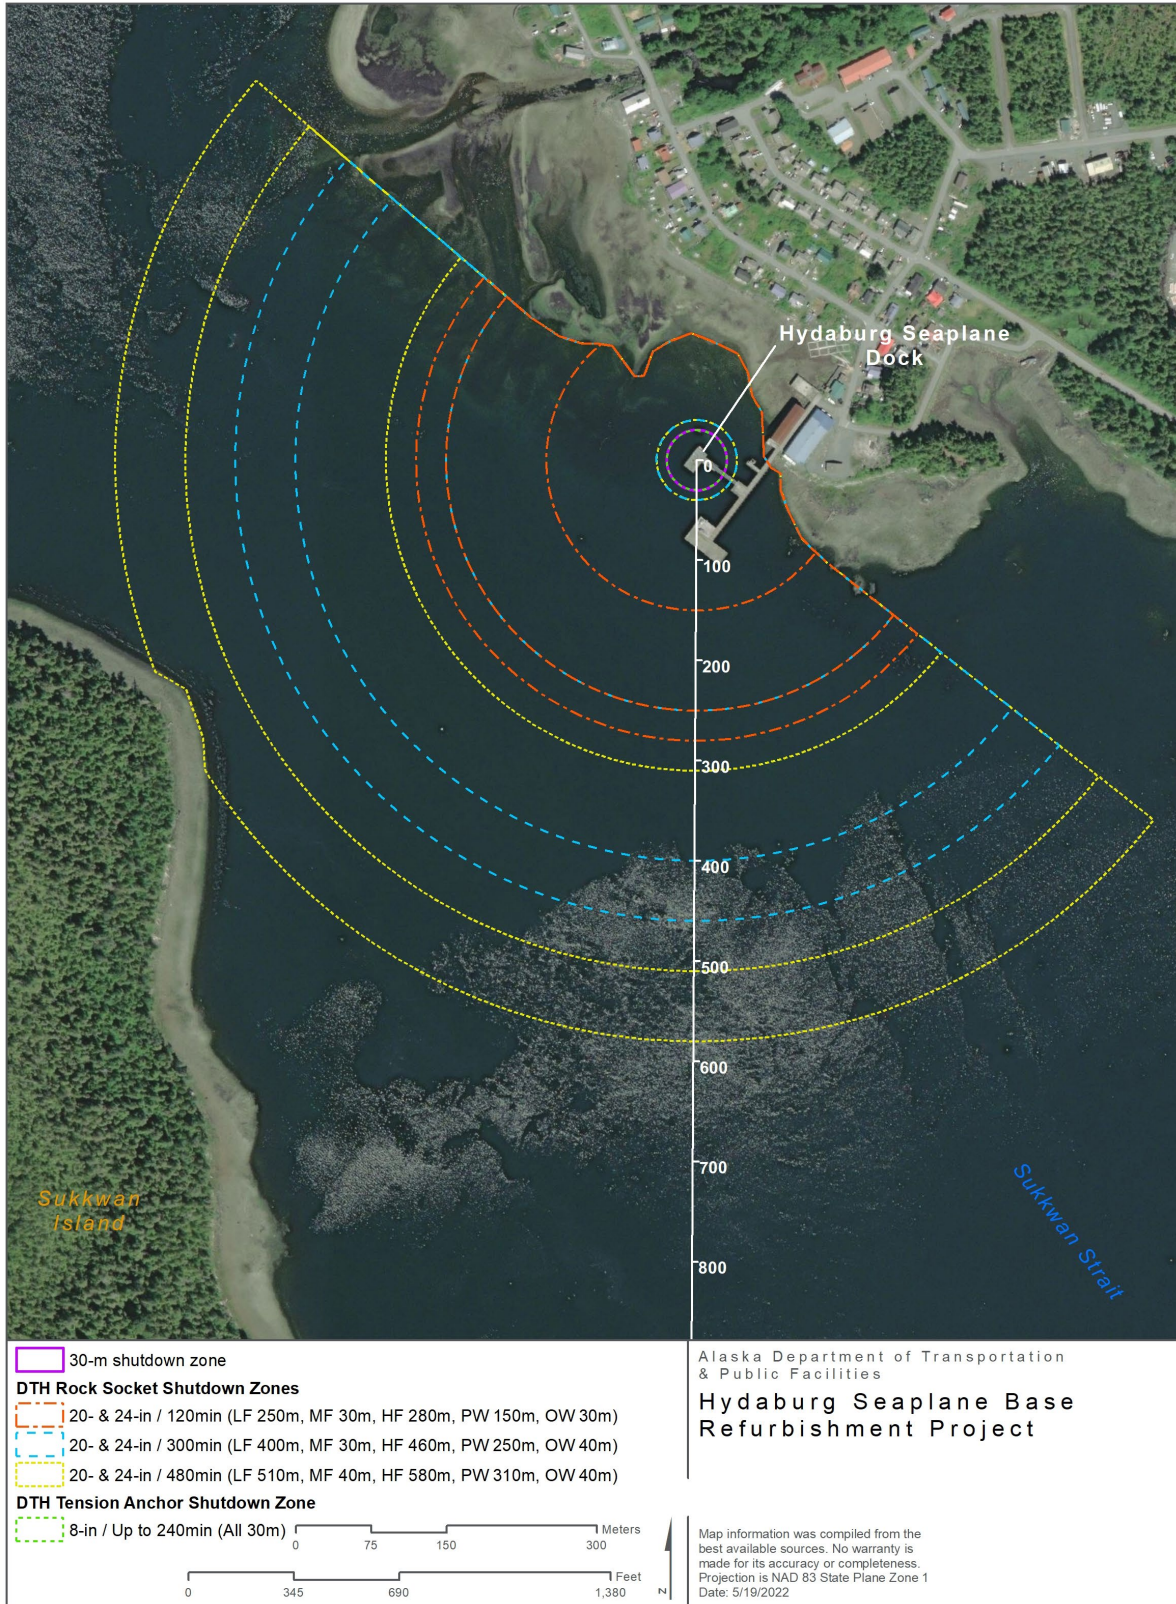 Hydaburg Seaplane
Dock
0
100
200
300
400
500
600
700
800
Sukkwan
Island
Sukkwan Strait
30-m shutdown zone
DTH Rock Socket Shutdown Zones
20- & 24-in / 120min (LF 250m, MF 30m, HF 280m, PW 150m, OW 30m)
20- & 24-in / 300min (LF 400m, MF 30m, HF 460m, PW 250m, OW 40m)
20- & 24-in / 480min (LF 510m, MF 40m, HF 580m, PW 310m, OW 40m)
DTH Tension Anchor Shutdown Zone
8-in / Up to 240min (All 30m)
Meters
0 75 150 300
Feet
0 345 690 1,380
N
Alaska Department of Transportation
& Public Facilities
Hydaburg Seaplane Base
Refurbishment Project
Map information was compiled from the
best available sources. No warranty is
made for its accuracy or completeness.
Projection is NAD 83 State Plane Zone 1
Date: 5/19/2022